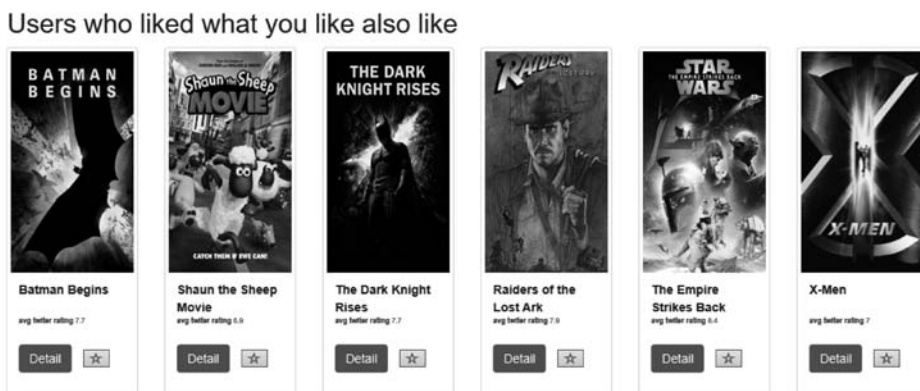 Users who liked what you like also like
BATMAN
BEGINS
Shaun the Sheep
MOVIE
CATCH THEM IF EWE CAN!
THE DARK
KNIGHT RISES
RAIDERS
OF THE
LOST ARK
STAR
THE EMPIRE STRIKES BACK
WARS
X-MEN
Batman Begins
avg twitter rating 7.7
Detail
Shaun the Sheep
Movie
avg twitter rating 6.9
Detail
The Dark Knight
Rises
avg twitter rating 7.7
Detail
Raiders of the
Lost Ark
avg twitter rating 7.9
Detail
The Empire
Strikes Back
avg twitter rating 8.4
Detail
X-Men
avg twitter rating 7
Detail